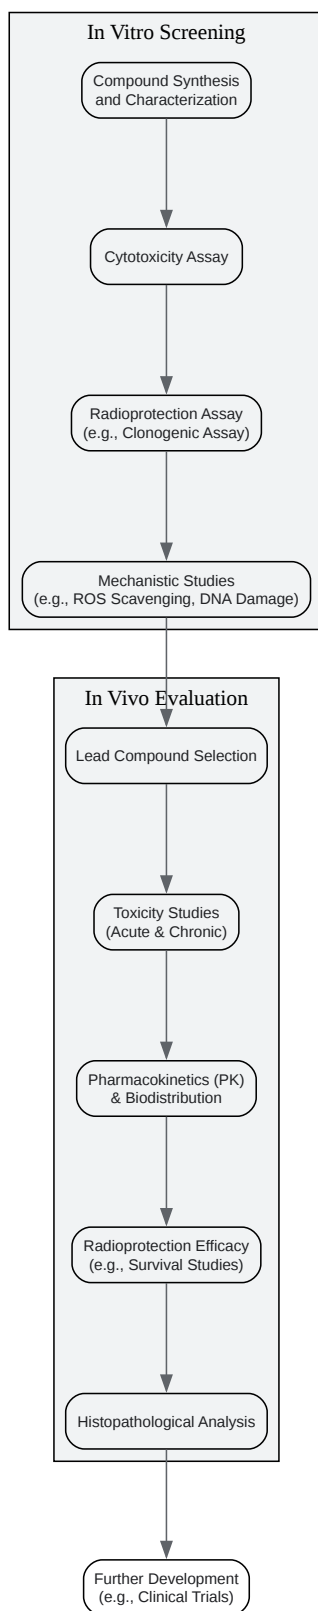 In Vitro Screening
Compound Synthesis
and Characterization
Cytotoxicity Assay
Radioprotection Assay
(e.g., Clonogenic Assay)
Mechanistic Studies
(e.g., ROS Scavenging, DNA Damage)
In Vivo Evaluation
Lead Compound Selection
Toxicity Studies
(Acute & Chronic)
Pharmacokinetics (PK)
& Biodistribution
Radioprotection Efficacy
(e.g., Survival Studies)
Histopathological Analysis
Further Development
(e.g., Clinical Trials)